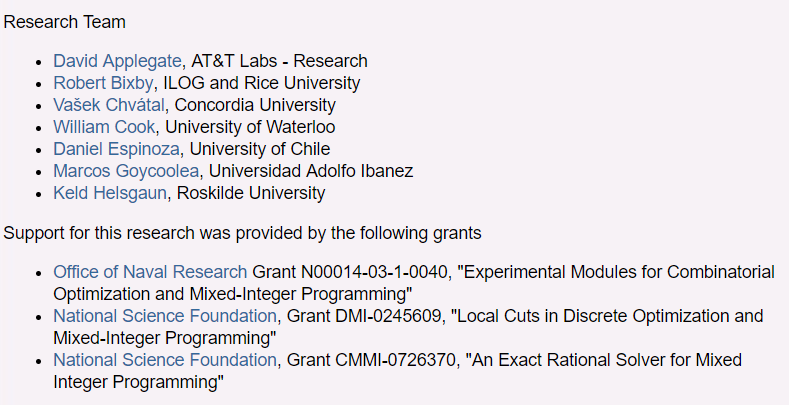 Research Team
David Applegate, AT&T Labs - Research
Robert Bixby, ILOG and Rice University
Vašek Chvátal, Concordia University
William Cook, University of Waterloo
Daniel Espinoza, University of Chile
Marcos Goycoolea, Universidad Adolfo Ibanez
Keld Helsgaun, Roskilde University
Support for this research was provided by the following grants
Office of Naval Research Grant N00014-03-1-0040, "Experimental Modules for Combinatorial
Optimization and Mixed-Integer Programming"
National Science Foundation, Grant DMI-0245609, "Local Cuts in Discrete Optimization and
Mixed-Integer Programming"
National Science Foundation, Grant CMMI-0726370, "An Exact Rational Solver for Mixed
Integer Programming"